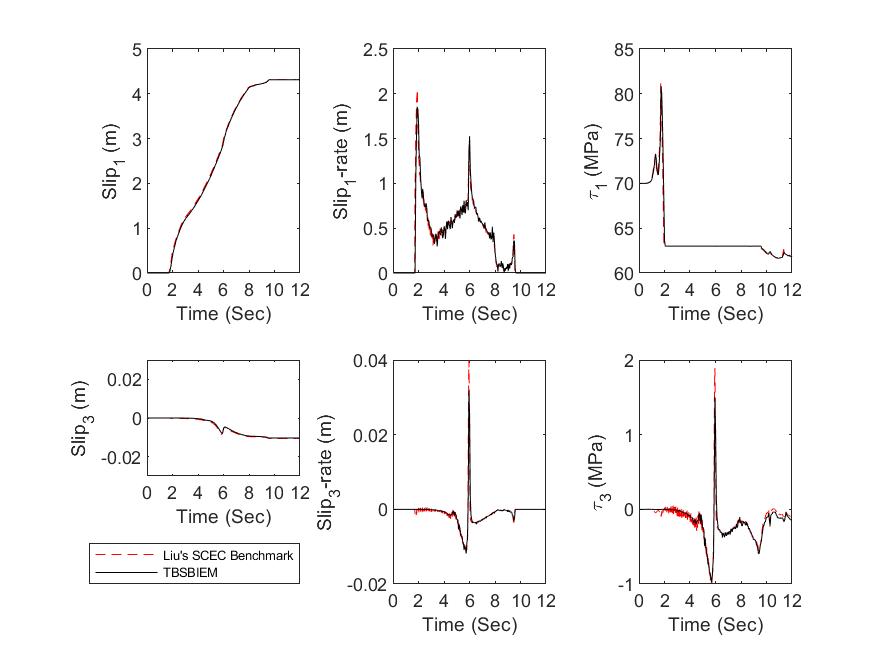 5
4
3
2
1
0
Slip1 (m)
0 2 4 6 8 10 12
Time (Sec)
2.5
2
1.5
1
0.5
0
Slip1-rate (m)
0 2 4 6 8 10 12
Time (Sec)
85
80
75
70
65
60
τ1 (MPa)
0 2 4 6 8 10 12
Time (Sec)
0.02
0
-0.02
Slip3 (m)
0 2 4 6 8 10 12
Time (Sec)
Liu's SCEC Benchmark
TBSBIEM
0.04
0.02
0
-0.02
Slip3-rate (m)
0 2 4 6 8 10 12
Time (Sec)
2
1
0
-1
τ3 (MPa)
0 2 4 6 8 10 12
Time (Sec)